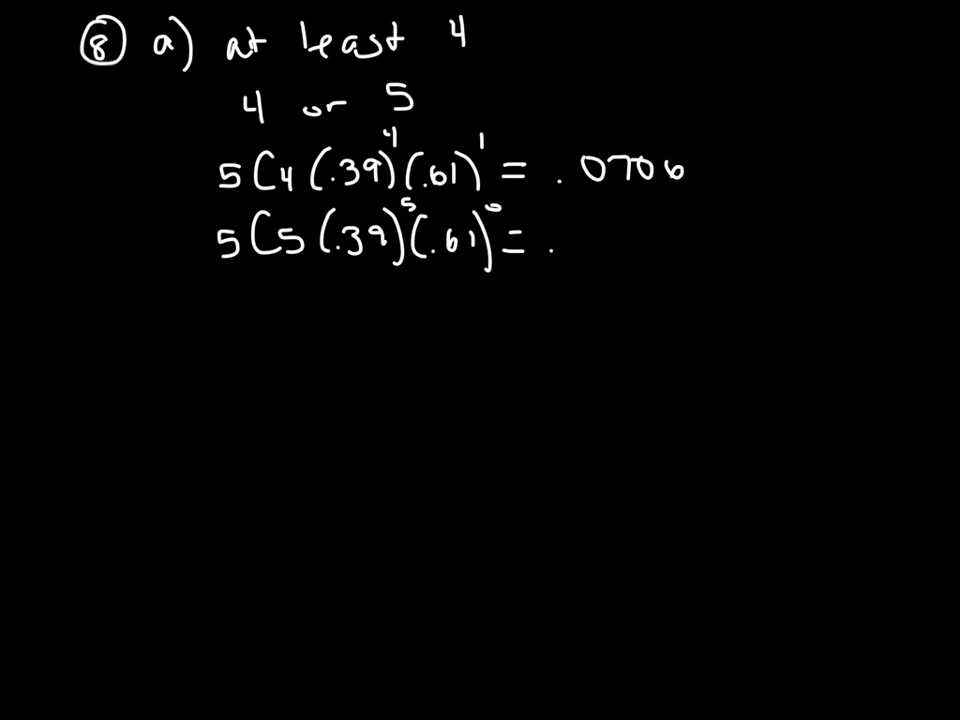 ⑧ a) at least 4
4 or 5
5C4 (.39)⁴(.61)¹ = .0706
5C5 (.39)⁵(.61)⁰ = .